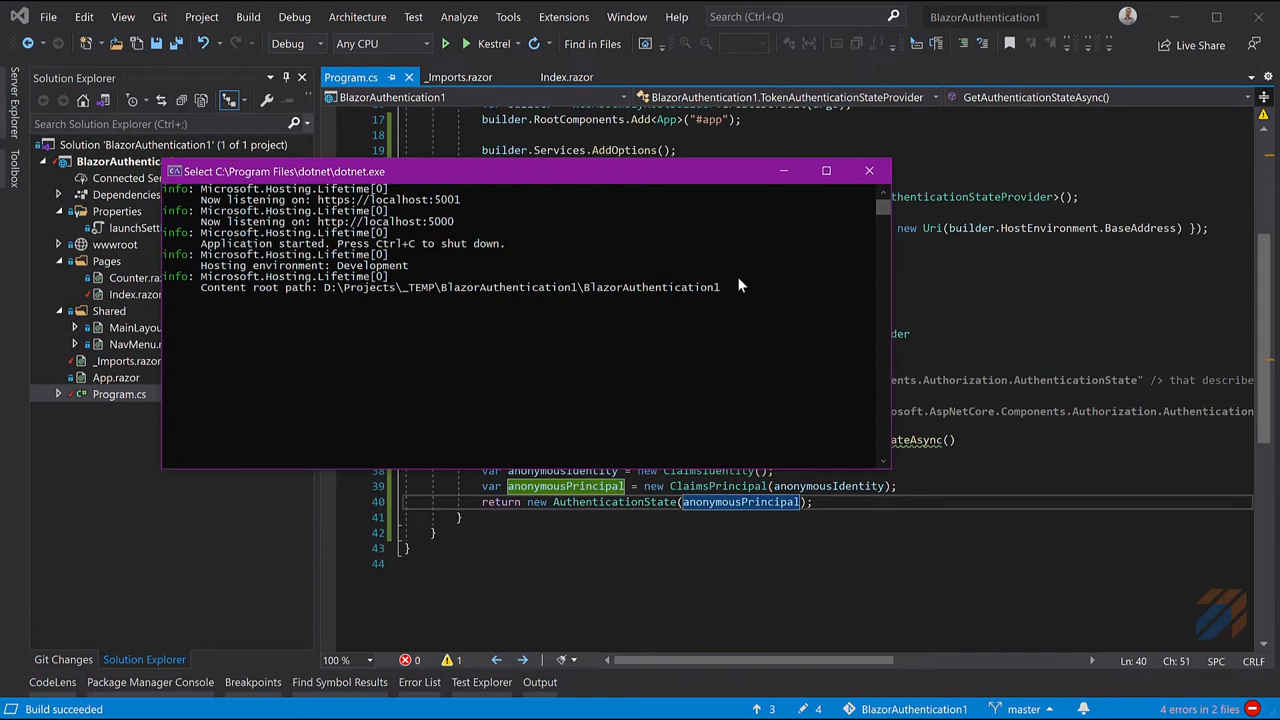 File Edit View Git Project Build Debug Architecture Test Analyze Tools Extensions Window Help Search (Ctrl+Q) BlazorAuthentication1
Debug Any CPU Kestrel Find in Files Live Share
Server Explorer
Toolbox
Solution Explorer
Search Solution Explorer (Ctrl+;)
Solution 'BlazorAuthentication1' (1 of 1 project)
BlazorAuthentic
Connected Serv
Dependencies
Properties
launchSett
wwwroot
Pages
Counter.r
Index.razo
Shared
MainLayou
NavMenu.r
_Imports.razor
App.razor
Program.cs
Git Changes Solution Explorer
Program.cs _Imports.razor Index.razor
BlazorAuthentication1 BlazorAuthentication1.TokenAuthenticationStateProvider GetAuthenticationStateAsync()
17 builder.RootComponents.Add<App>("#app");
18
19 builder.Services.AddOptions();
thenticationStateProvider>();
new Uri(builder.HostEnvironment.BaseAddress) });
der
nts.Authorization.AuthenticationState" /> that describe
osoft.AspNetCore.Components.Authorization.Authentication
ateAsync()
38 var anonymousIdentity = new ClaimsIdentity();
39 var anonymousPrincipal = new ClaimsPrincipal(anonymousIdentity);
40 return new AuthenticationState(anonymousPrincipal);
41 }
42 }
43 }
44
Select C:\Program Files\dotnet\dotnet.exe
info: Microsoft.Hosting.Lifetime[0]
Now listening on: https://localhost:5001
info: Microsoft.Hosting.Lifetime[0]
Now listening on: http://localhost:5000
info: Microsoft.Hosting.Lifetime[0]
Application started. Press Ctrl+C to shut down.
info: Microsoft.Hosting.Lifetime[0]
Hosting environment: Development
info: Microsoft.Hosting.Lifetime[0]
Content root path: D:\Projects\_TEMP\BlazorAuthentication1\BlazorAuthentication1
100 % 0 1 Ln: 40 Ch: 51 SPC CRLF
CodeLens Package Manager Console Breakpoints Find Symbol Results Error List Test Explorer Output
Build succeeded 3 4 BlazorAuthentication1 master 4 errors in 2 files